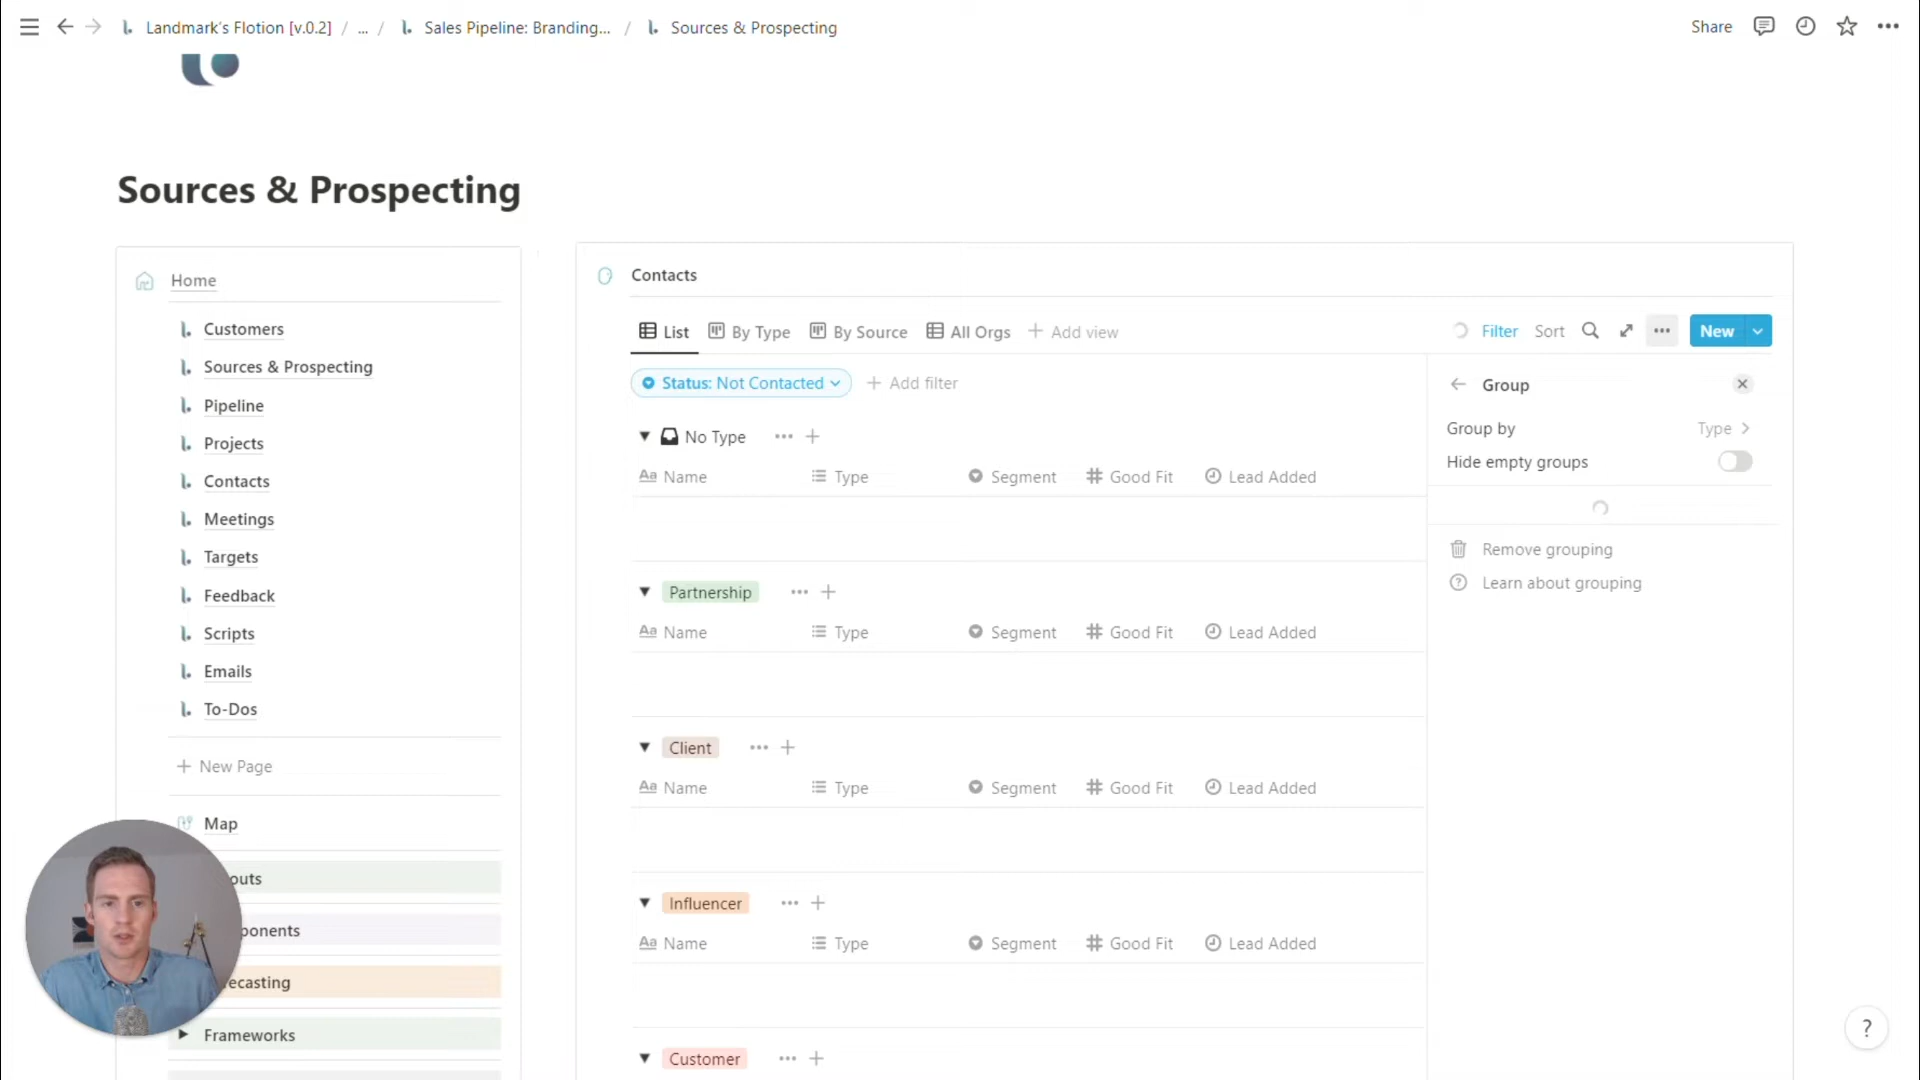 Landmark's Flotion [v.0.2] / ... / Sales Pipeline: Branding... / Sources & Prospecting
Share
Sources & Prospecting
Home
Customers
Sources & Prospecting
Pipeline
Projects
Contacts
Meetings
Targets
Feedback
Scripts
Emails
To-Dos
New Page
Map
outs
ponents
ecasting
Frameworks
Contacts
List By Type By Source All Orgs Add view
Filter Sort New
Status: Not Contacted Add filter
No Type
Aa Name Type Segment Good Fit Lead Added
Partnership
Aa Name Type Segment Good Fit Lead Added
Client
Aa Name Type Segment Good Fit Lead Added
Influencer
Aa Name Type Segment Good Fit Lead Added
Customer
Group
Group by Type
Hide empty groups
Remove grouping
Learn about grouping
?